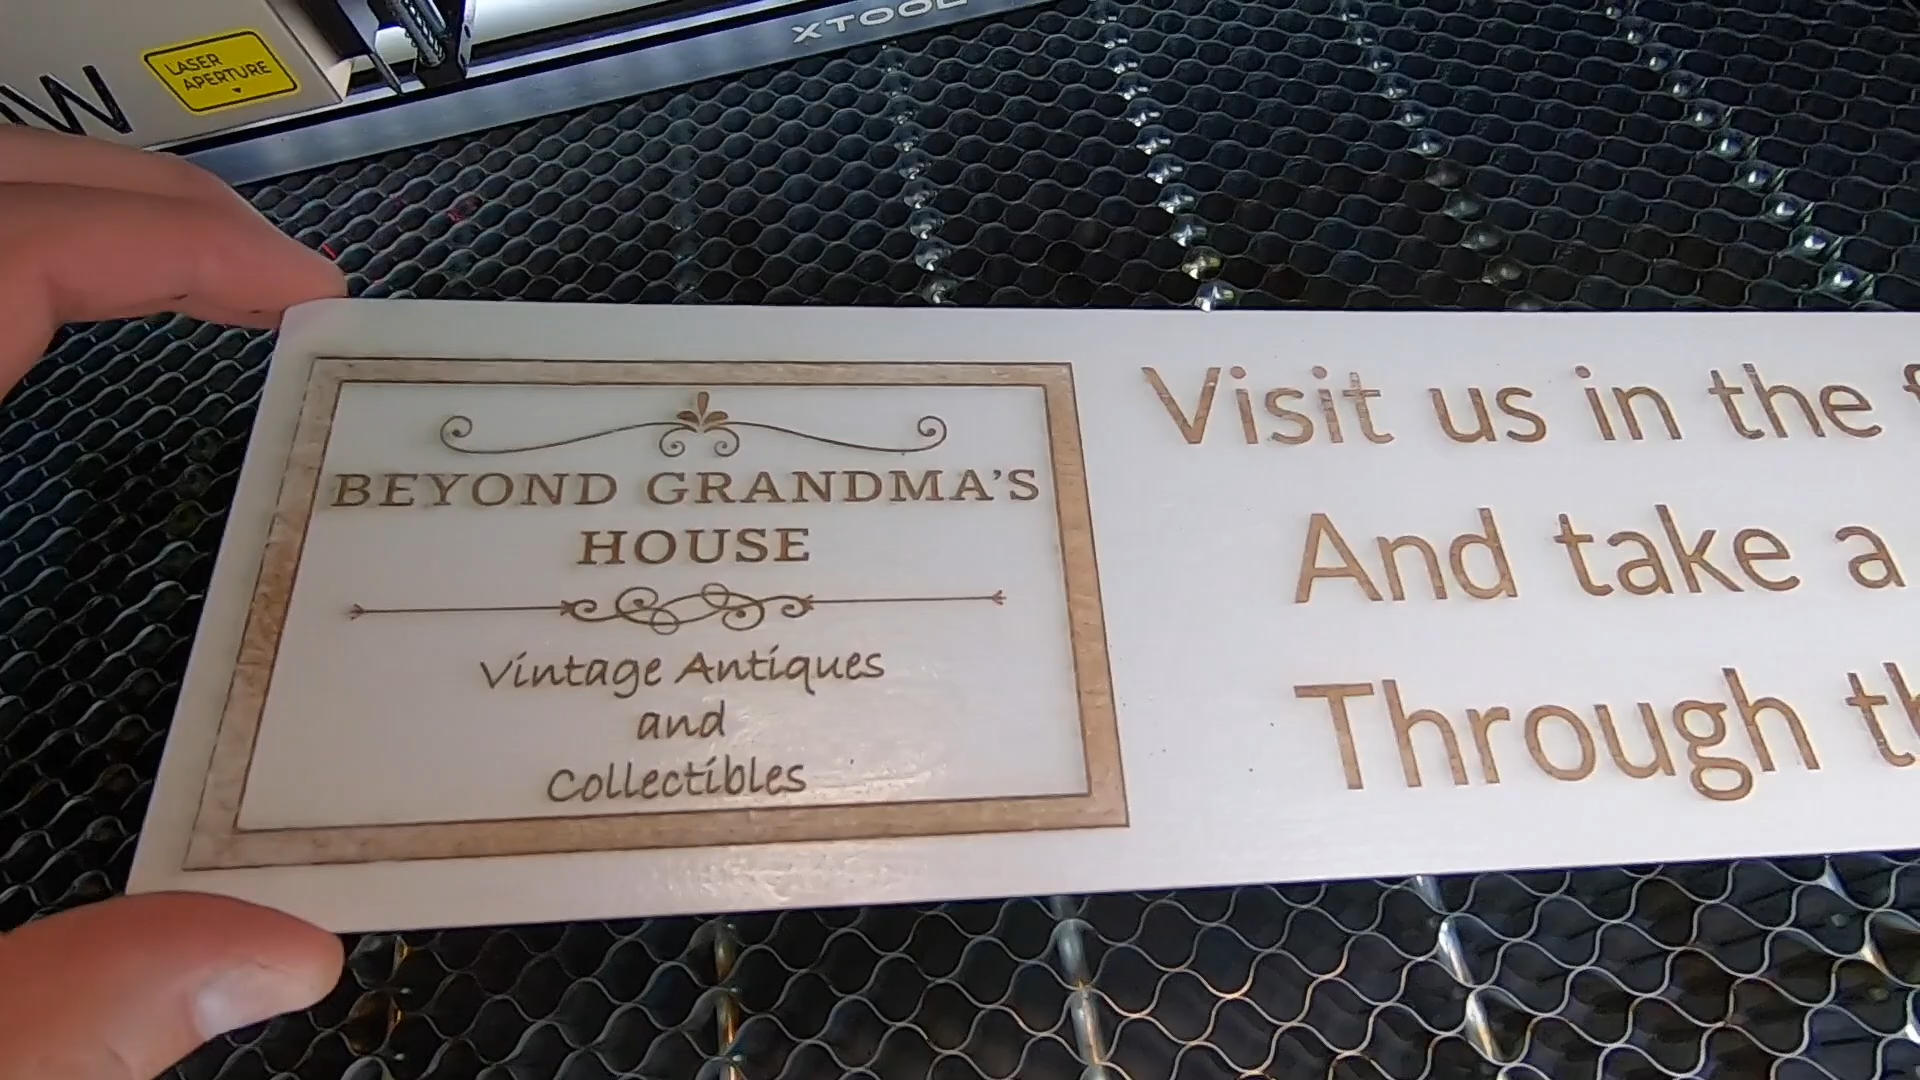 XTOOL
W
LASER
APERTURE
BEYOND GRANDMA'S
HOUSE
Vintage Antiques
and
Collectibles
Visit us in the
And take a
Through